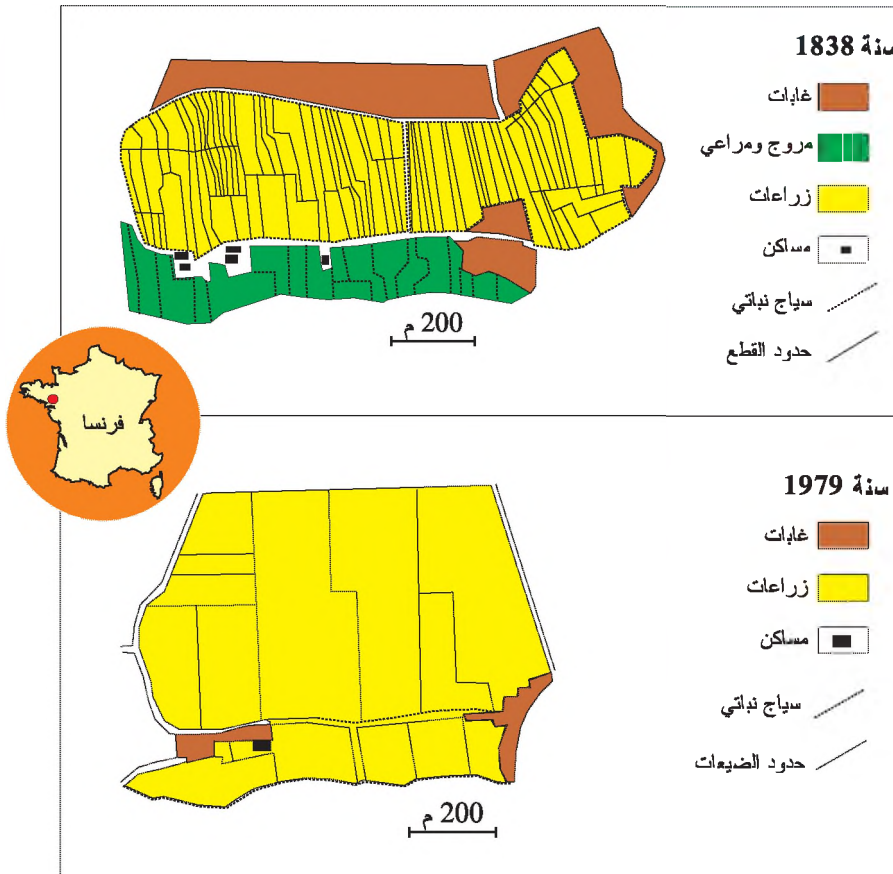 سنة 1838
غابات
مروج ومراعي
زراعات
مساكن
سياج نباتي
حدود القطع
200 م
فرنسا
سنة 1979
غابات
زراعات
مساكن
سياج نباتي
حدود الضيعات
200 م